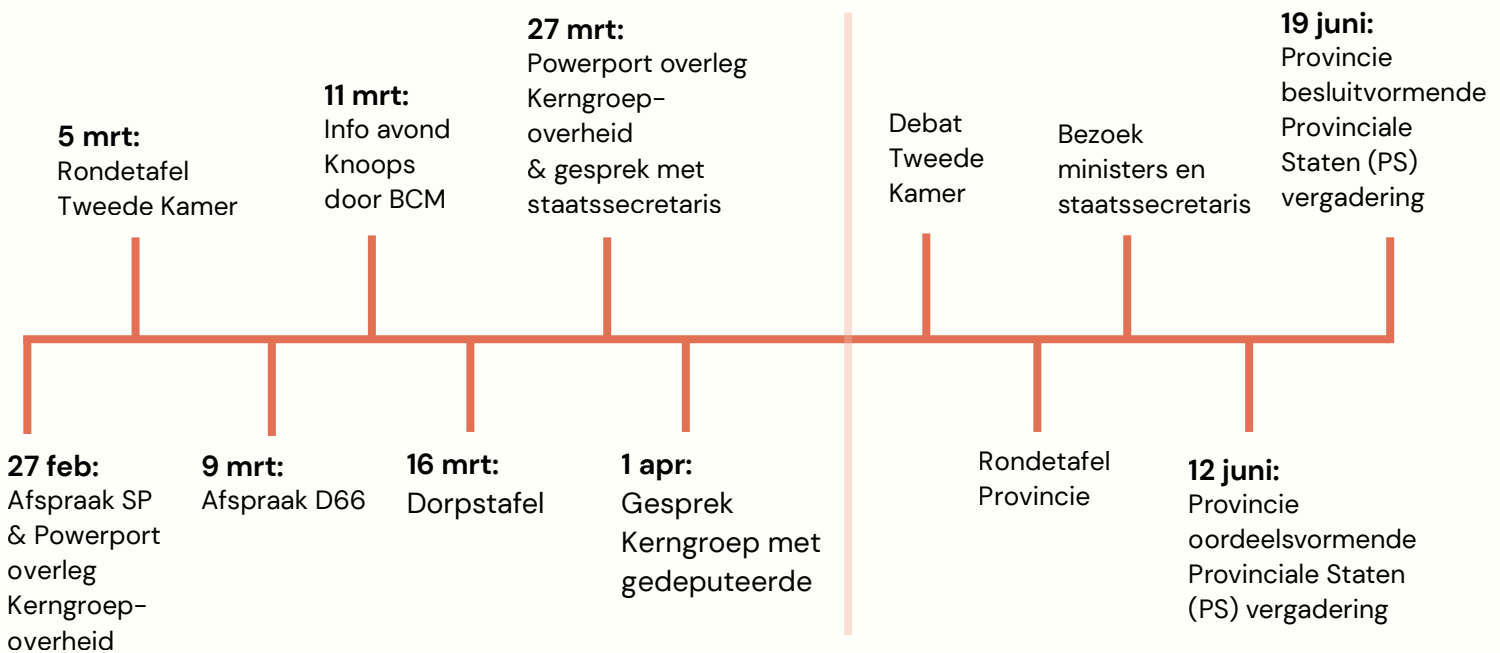 27 feb:
Afspraak SP
& Powerport
overleg
Kerngroep-
overheid
5 mrt:
Rondetafel
Tweede Kamer
9 mrt:
Afspraak D66
11 mrt:
Info avond
Knoops
door BCM
16 mrt:
Dorpstafel
27 mrt:
Powerport overleg
Kerngroep-
overheid
& gesprek met
staatssecretaris
1 apr:
Gesprek
Kerngroep met
gedeputeerde
Debat
Tweede
Kamer
Rondetafel
Provincie
Bezoek
ministers en
staatssecretaris
12 juni:
Provincie
oordeelsvormende
Provinciale Staten
(PS) vergadering
19 juni:
Provincie
besluitvormende
Provinciale
Staten (PS)
vergadering